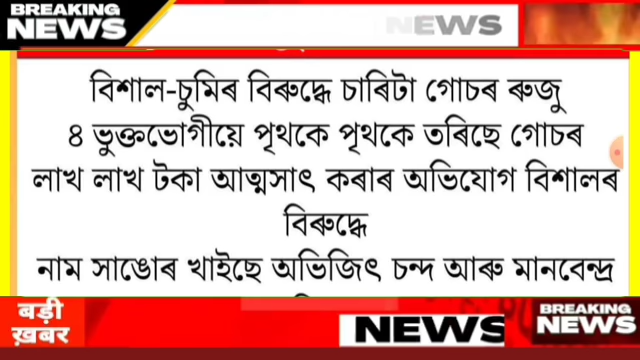 BREAKING
NEWS
NEWS
বিশাল-চুমিৰ বিৰুদ্ধে চাৰিটা গোচৰ ৰুজু
৪ ভুক্তভোগীয়ে পৃথকে পৃথকে তৰিছে গোচৰ
লাখ লাখ টকা আত্মসাৎ কৰাৰ অভিযোগ বিশালৰ
বিৰুদ্ধে
নাম সাঙোৰ খাইছে অভিজিৎ চন্দ আৰু মানবেন্দ্ৰ
बड़ी
ख़बर
NEWS
BREAKING
NEWS